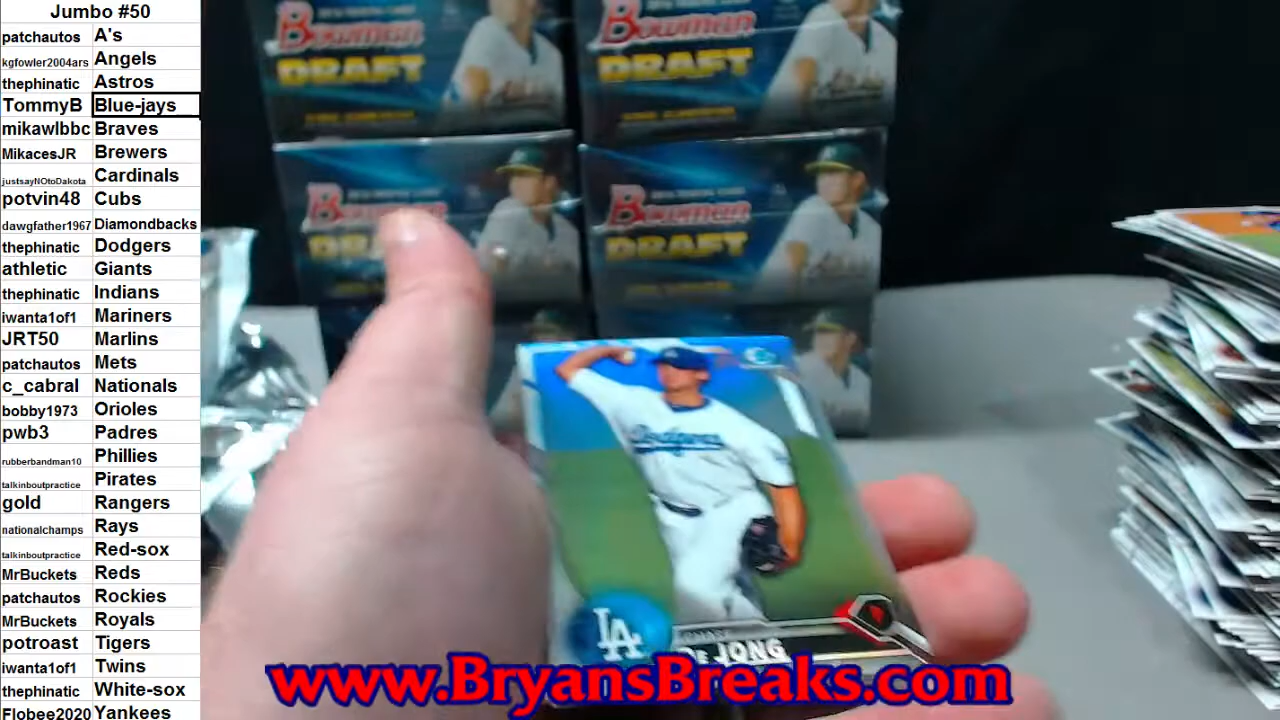 Jumbo #50
patchautos A's
kgfowler2004ars Angels
thephinatic Astros
TommyB Blue-jays
mikawlbbc Braves
MikacesJR Brewers
justsayNOtoDakota Cardinals
potvin48 Cubs
dawgfather1967 Diamondbacks
thephinatic Dodgers
athletic Giants
thephinatic Indians
iwanta1of1 Mariners
JRT50 Marlins
patchautos Mets
c_cabral Nationals
bobby1973 Orioles
pwb3 Padres
rubberbandman10 Phillies
talkinboutpractice Pirates
gold Rangers
nationalchamps Rays
talkinboutpractice Red-sox
MrBuckets Reds
patchautos Rockies
MrBuckets Royals
potroast Tigers
iwanta1of1 Twins
thephinatic White-sox
Flobee2020 Yankees
Bowman
DRAFT
Bowman
DRAFT
Bowman
Bowman
DRAFT
Dodgers
LA
De JONG
www.BryansBreaks.com